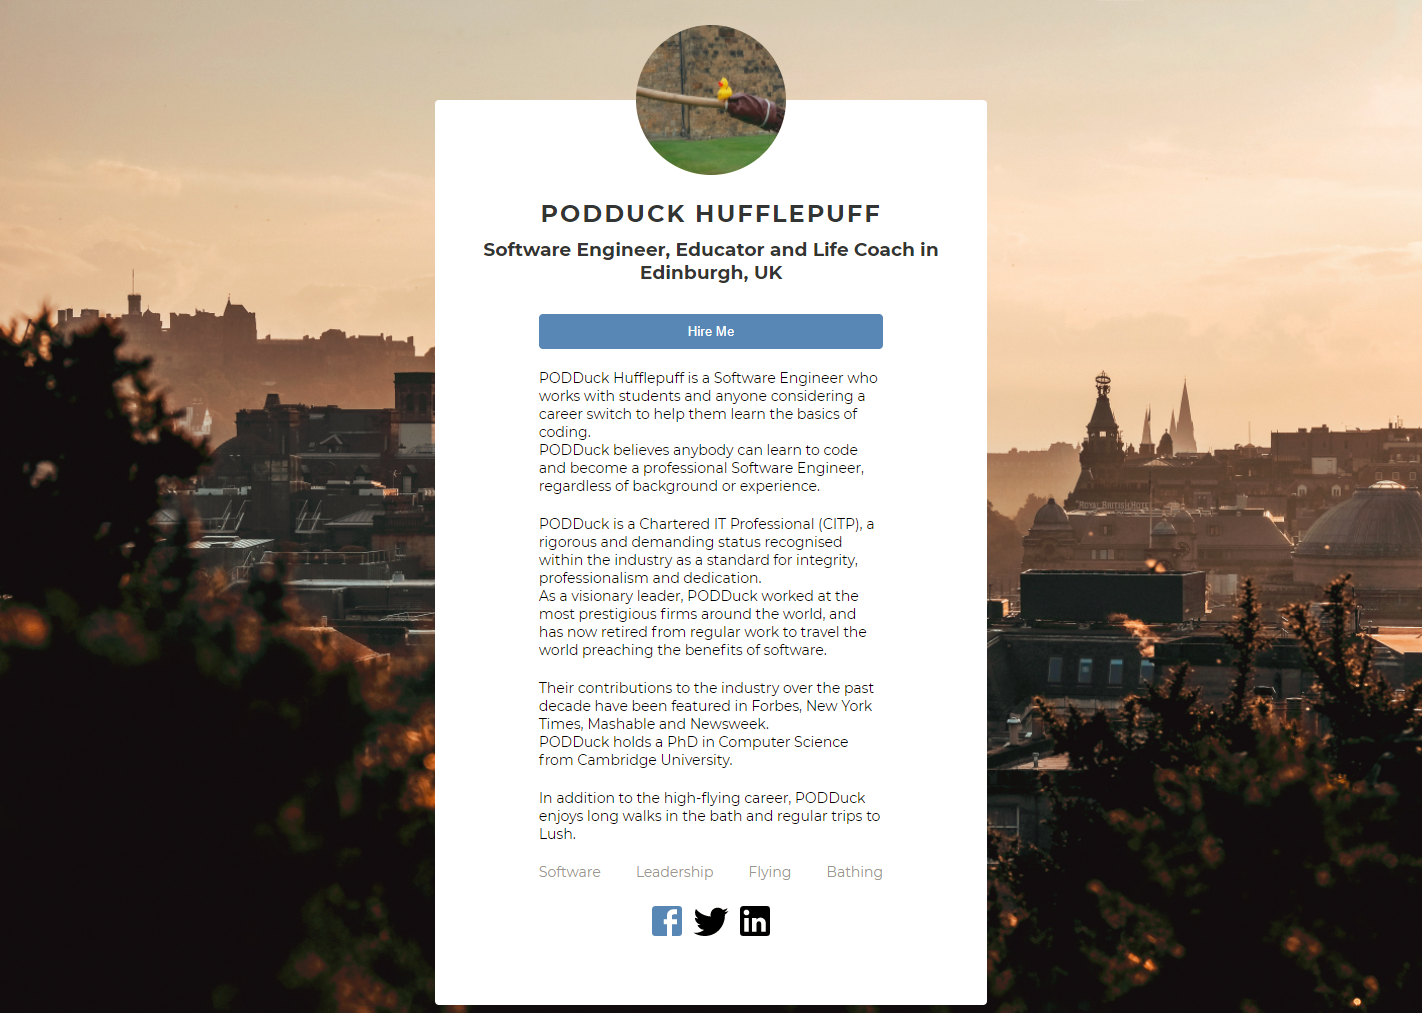 PODDUCK HUFFLEPUFF
Software Engineer, Educator and Life Coach in
Edinburgh, UK
Hire Me
PODDuck Hufflepuff is a Software Engineer who
works with students and anyone considering a
career switch to help them learn the basics of
coding.
PODDuck believes anybody can learn to code
and become a professional Software Engineer,
regardless of background or experience.
PODDuck is a Chartered IT Professional (CITP), a
rigorous and demanding status recognised
within the industry as a standard for integrity,
professionalism and dedication.
As a visionary leader, PODDuck worked at the
most prestigious firms around the world, and
has now retired from regular work to travel the
world preaching the benefits of software.
Their contributions to the industry over the past
decade have been featured in Forbes, New York
Times, Mashable and Newsweek.
PODDuck holds a PhD in Computer Science
from Cambridge University.
In addition to the high-flying career, PODDuck
enjoys long walks in the bath and regular trips to
Lush.
Software Leadership Flying Bathing
ROYAL BRITISH HOTEL